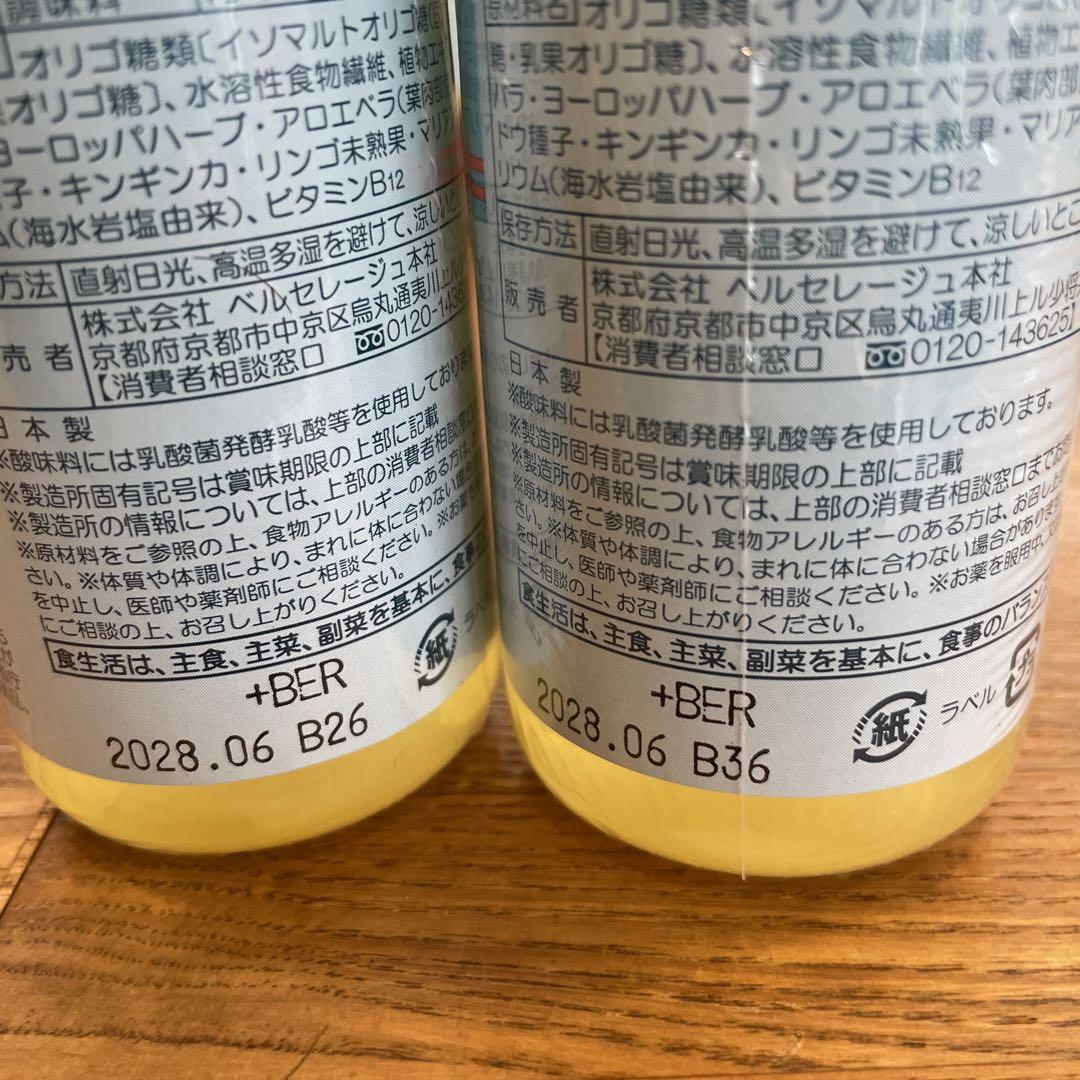 調味料
オリゴ糖類〔イソマルトオリゴ糖
オリゴ糖〕、水溶性食物繊維、植物エキ
ヨーロッパハーブ・アロエベラ(葉肉部
種子・キンギンカ・リンゴ未熟果・マリア
ム(海水岩塩由来)、ビタミンB12
方法 直射日光、高温多湿を避けて、涼しいと
売者 株式会社 ベルセレージュ本社
京都府京都市中京区烏丸通夷川上ル
【消費者相談窓口 0120-1436
日本製
※酸味料には乳酸菌発酵乳酸等を使用しておりま
※製造所固有記号は賞味期限の上部に記載
※製造所の情報については、上部の消費者相談窓口
※原材料をご参照の上、食物アレルギーのある方は、お
さい。※体質や体調により、まれに体に合わない場合
を中止し、医師や薬剤師にご相談ください。※お薬
にご相談の上、お召し上がりください。
食生活は、主食、主菜、副菜を基本に、食事
紙
ラベル
+BER
2028.06 B26
原材料名 オリゴ糖類〔イソマルトオリゴ
糖・乳果オリゴ糖〕、水溶性食物繊維、植物エ
バラ・ヨーロッパハーブ・アロエベラ(葉肉部
ドウ種子・キンギンカ・リンゴ未熟果・マリア
リウム(海水岩塩由来)、ビタミンB12
保存方法 直射日光、高温多湿を避けて、涼しいとこ
販売者 株式会社 ベルセレージュ本社
京都府京都市中京区烏丸通夷川上ル少将
【消費者相談窓口 0120-143625】
日本製
※酸味料には乳酸菌発酵乳酸等を使用しております。
※製造所固有記号は賞味期限の上部に記載
※製造所の情報については、上部の消費者相談窓口までお
※原材料をご参照の上、食物アレルギーのある方は、お召し
さい。※体質や体調により、まれに体に合わない場合があります
を中止し、医師や薬剤師にご相談ください。※お薬を服用中、
にご相談の上、お召し上がりください。
食生活は、主食、主菜、副菜を基本に、食事のバラン
+BER
2028.06 B36
紙
ラベル